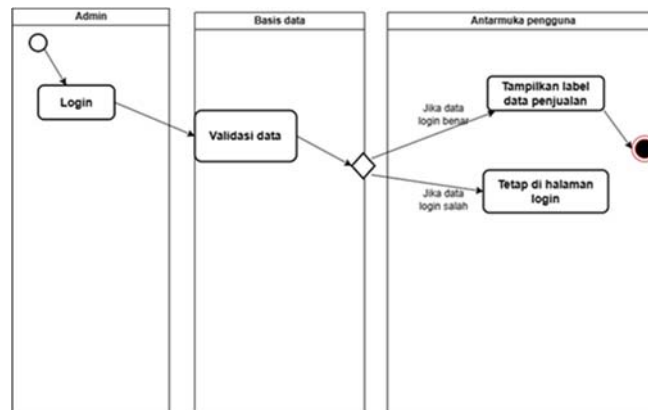 Admin
Basis data
Antarmuka pengguna
Login
Validasi data
Jika data
login benar
Tampilkan label
data penjualan
Jika data
login salah
Tetap di halaman
login